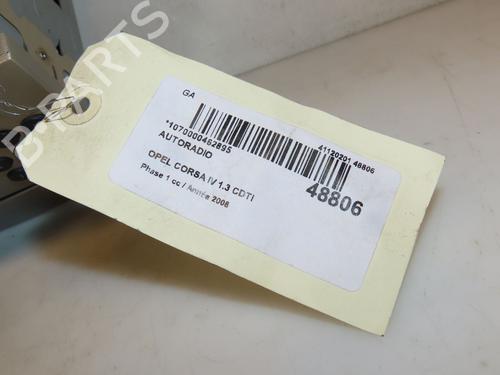 GA
*1070000452895
41120201 48806
AUTORADIO
48806
OPEL CORSA IV 1.3 CDTI
Phase 1 cc / Année 2008
B-PARTS